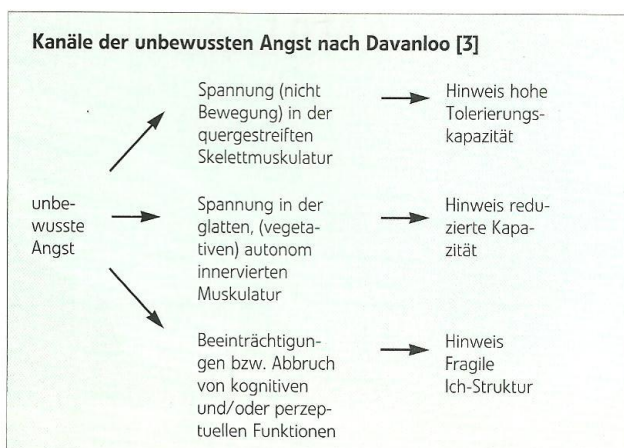 Kanäle der unbewussten Angst nach Davanloo [3]
unbe-
wusste
Angst
Spannung (nicht
Bewegung) in der
quergestreiften
Skelettmuskulatur
Hinweis hohe
Tolerierungs-
kapazität
Spannung in der
glatten, (vegeta-
tiven) autonom
innervierten
Muskulatur
Hinweis redu-
zierte Kapa-
zität
Beeinträchtigun-
gen bzw. Abbruch
von kognitiven
und/oder perzep-
tuellen Funktionen
Hinweis
Fragile
Ich-Struktur